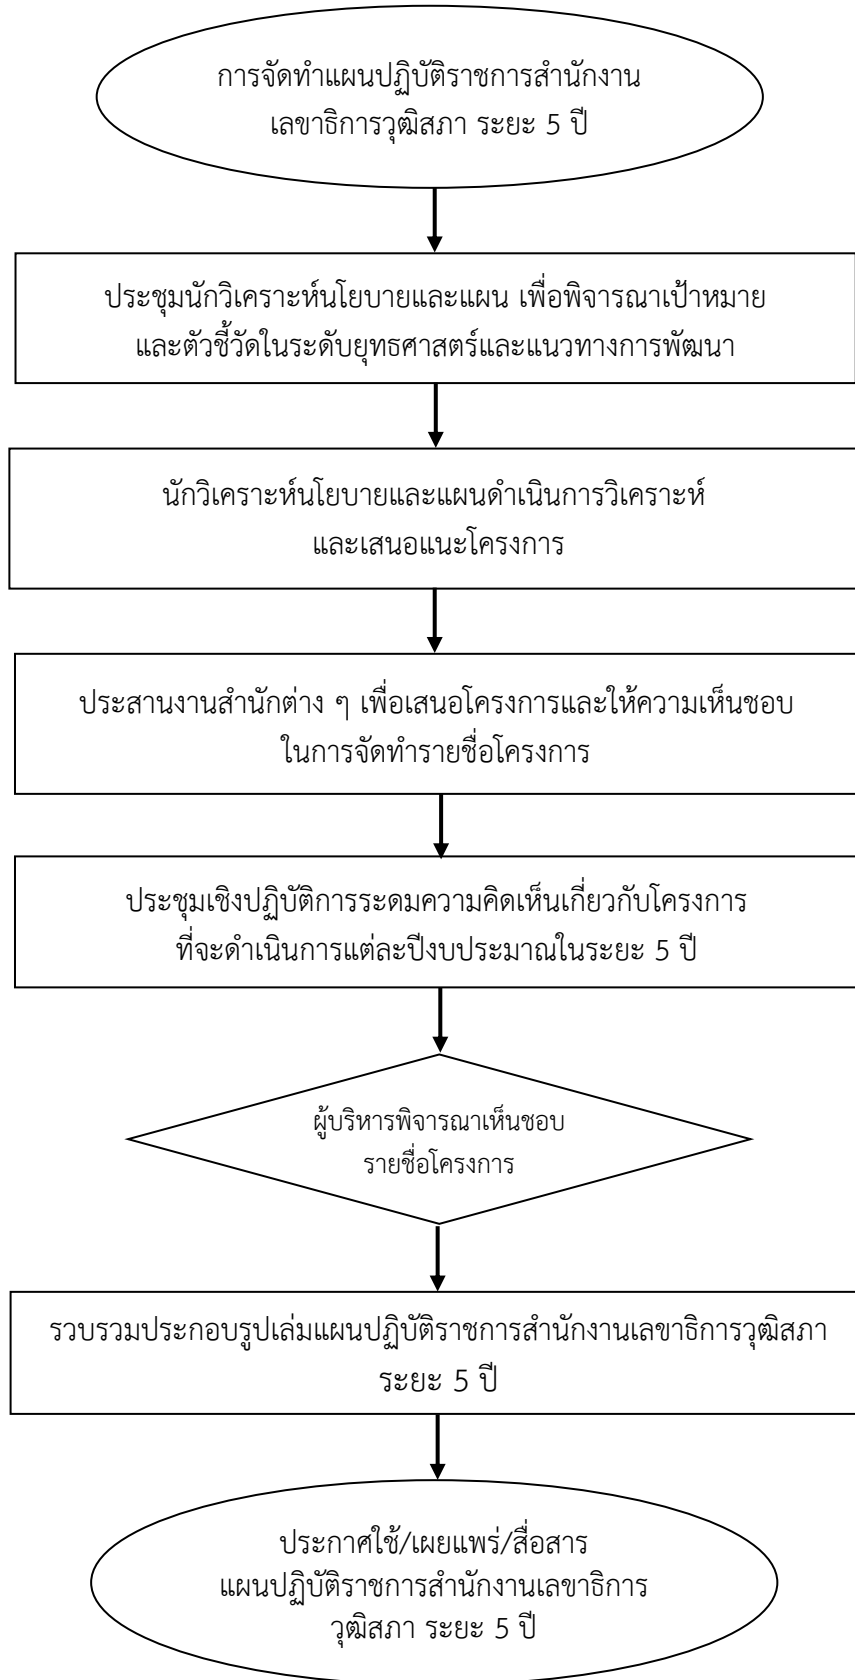 การจัดทำแผนปฏิบัติราชการสำนักงาน
เลขาธิการวุฒิสภา ระยะ 5 ปี
ประชุมนักวิเคราะห์นโยบายและแผน เพื่อพิจารณาเป้าหมาย
และตัวชี้วัดในระดับยุทธศาสตร์และแนวทางการพัฒนา
นักวิเคราะห์นโยบายและแผนดำเนินการวิเคราะห์
และเสนอแนะโครงการ
ประสานงานสำนักต่าง ๆ เพื่อเสนอโครงการและให้ความเห็นชอบ
ในการจัดทำรายชื่อโครงการ
ประชุมเชิงปฏิบัติการระดมความคิดเห็นเกี่ยวกับโครงการ
ที่จะดำเนินการแต่ละปีงบประมาณในระยะ 5 ปี
ผู้บริหารพิจารณาเห็นชอบ
รายชื่อโครงการ
รวบรวมประกอบรูปเล่มแผนปฏิบัติราชการสำนักงานเลขาธิการวุฒิสภา
ระยะ 5 ปี
ประกาศใช้/เผยแพร่/สื่อสาร
แผนปฏิบัติราชการสำนักงานเลขาธิการ
วุฒิสภา ระยะ 5 ปี